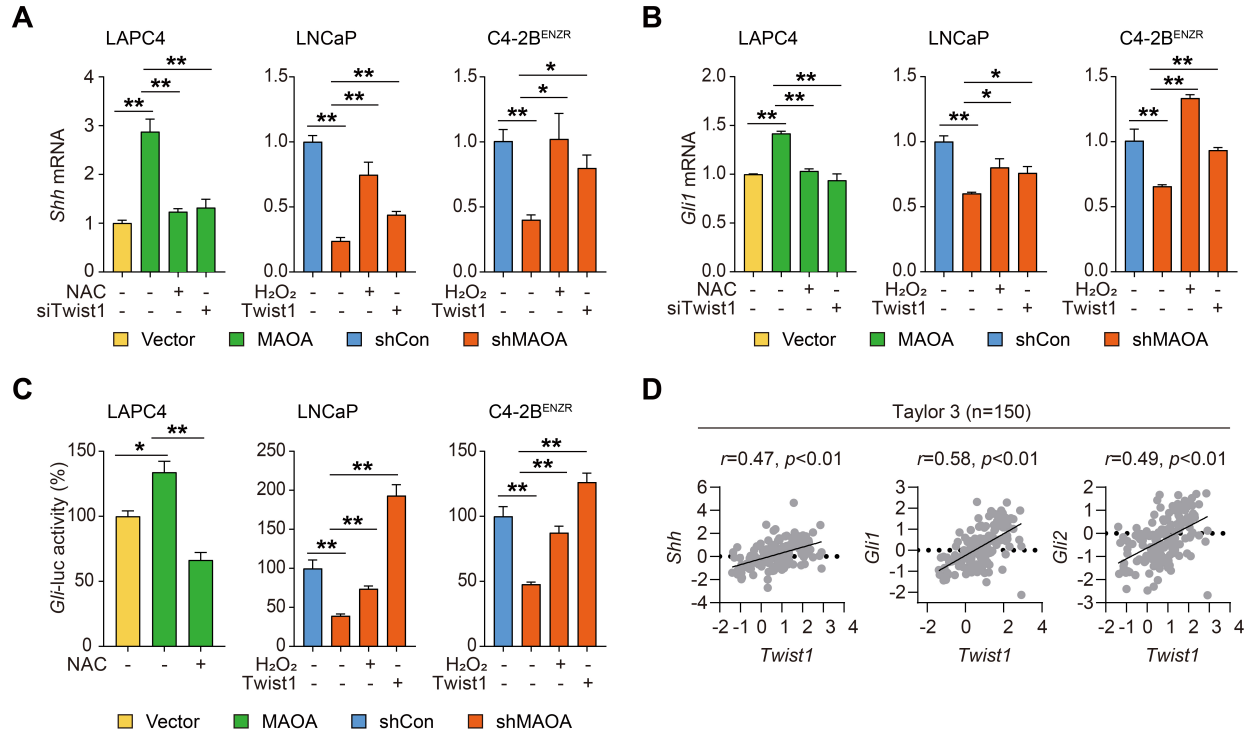 A
LAPC4
LNCaP
C4-2BENZR
Shh mRNA
4
3
2
1
0
** ** **
1.5
1.0
0.5
0.0
** ** **
1.5
1.0
0.5
0.0
** * *
NAC - - + -
siTwist1 - - - +
H₂O₂ - - + -
Twist1 - - - +
H₂O₂ - - + -
Twist1 - - - +
Vector MAOA shCon shMAOA
B
LAPC4
LNCaP
C4-2BENZR
Gli1 mRNA
2.0
1.5
1.0
0.5
0.0
** ** **
1.5
1.0
0.5
0.0
** * *
1.5
1.0
0.5
0.0
** ** **
NAC - - + -
siTwist1 - - - +
H₂O₂ - - + -
Twist1 - - - +
H₂O₂ - - + -
Twist1 - - - +
Vector MAOA shCon shMAOA
C
LAPC4
LNCaP
C4-2BENZR
Gli-luc activity (%)
150
100
50
0
* **
250
200
150
100
50
0
** ** **
150
100
50
0
** ** **
NAC - - +
H₂O₂ - - + -
Twist1 - - - +
H₂O₂ - - + -
Twist1 - - - +
Vector MAOA shCon shMAOA
D
Taylor 3 (n=150)
r=0.47, p<0.01
r=0.58, p<0.01
r=0.49, p<0.01
Shh
6
4
2
0
-2
-4
-2 -1 0 1 2 3 4
Twist1
Gli1
3
2
1
0
-1
-2
-2 0 2 4
Twist1
Gli2
2
1
0
-1
-2
-3
-2 -1 0 1 2 3 4
Twist1